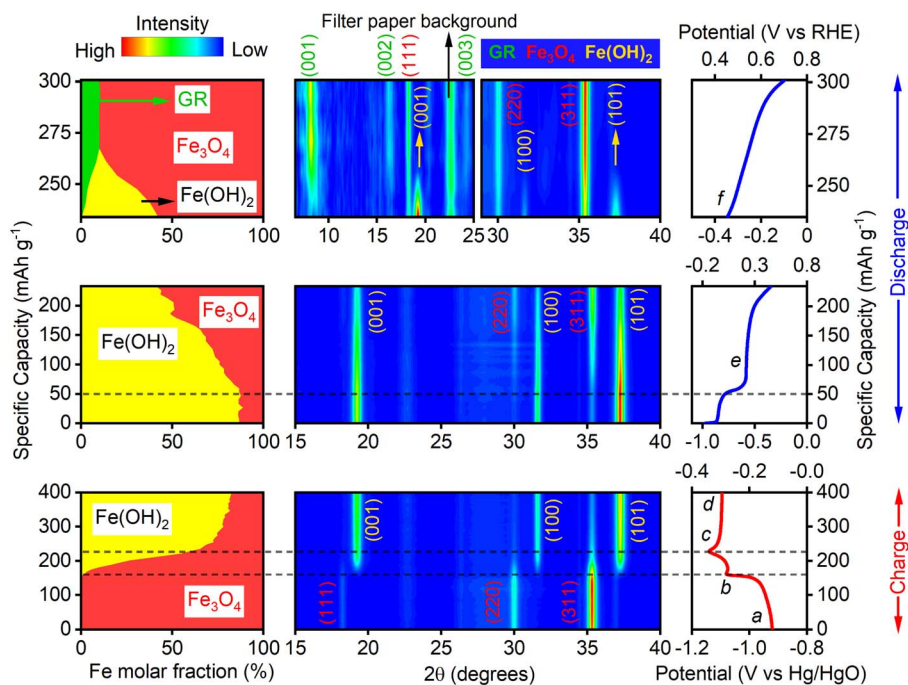 Intensity
High
Low
Filter paper background
Potential (V vs RHE)
0.4 0.6 0.8
(001)
(002)
(111)
(003)
GR Fe₃O₄ Fe(OH)₂
300
275
250
GR
Fe₃O₄
Fe(OH)₂
(001)
(220)
(100)
(311)
(101)
f
300
275
250
0 50 100
10 15 20 25 30 35 40
-0.4 -0.2 0.0
-0.2 0.3 0.8
Specific Capacity (mAh g⁻¹)
200
150
100
50
0
Fe₃O₄
Fe(OH)₂
(001)
(220)
(100)
(311)
(101)
e
200
150
100
50
0
Specific Capacity (mAh g⁻¹)
Discharge
0 50 100
15 20 25 30 35 40
-1.0 -0.5 0.0
-0.4 -0.2 -0.0
400
300
200
100
0
Fe(OH)₂
Fe₃O₄
(001)
(100)
(101)
(111)
(220)
(311)
d
c
b
a
400
300
200
100
0
Charge
0 50 100
15 20 25 30 35 40
-1.2 -1.0 -0.8
Fe molar fraction (%)
2θ (degrees)
Potential (V vs Hg/HgO)